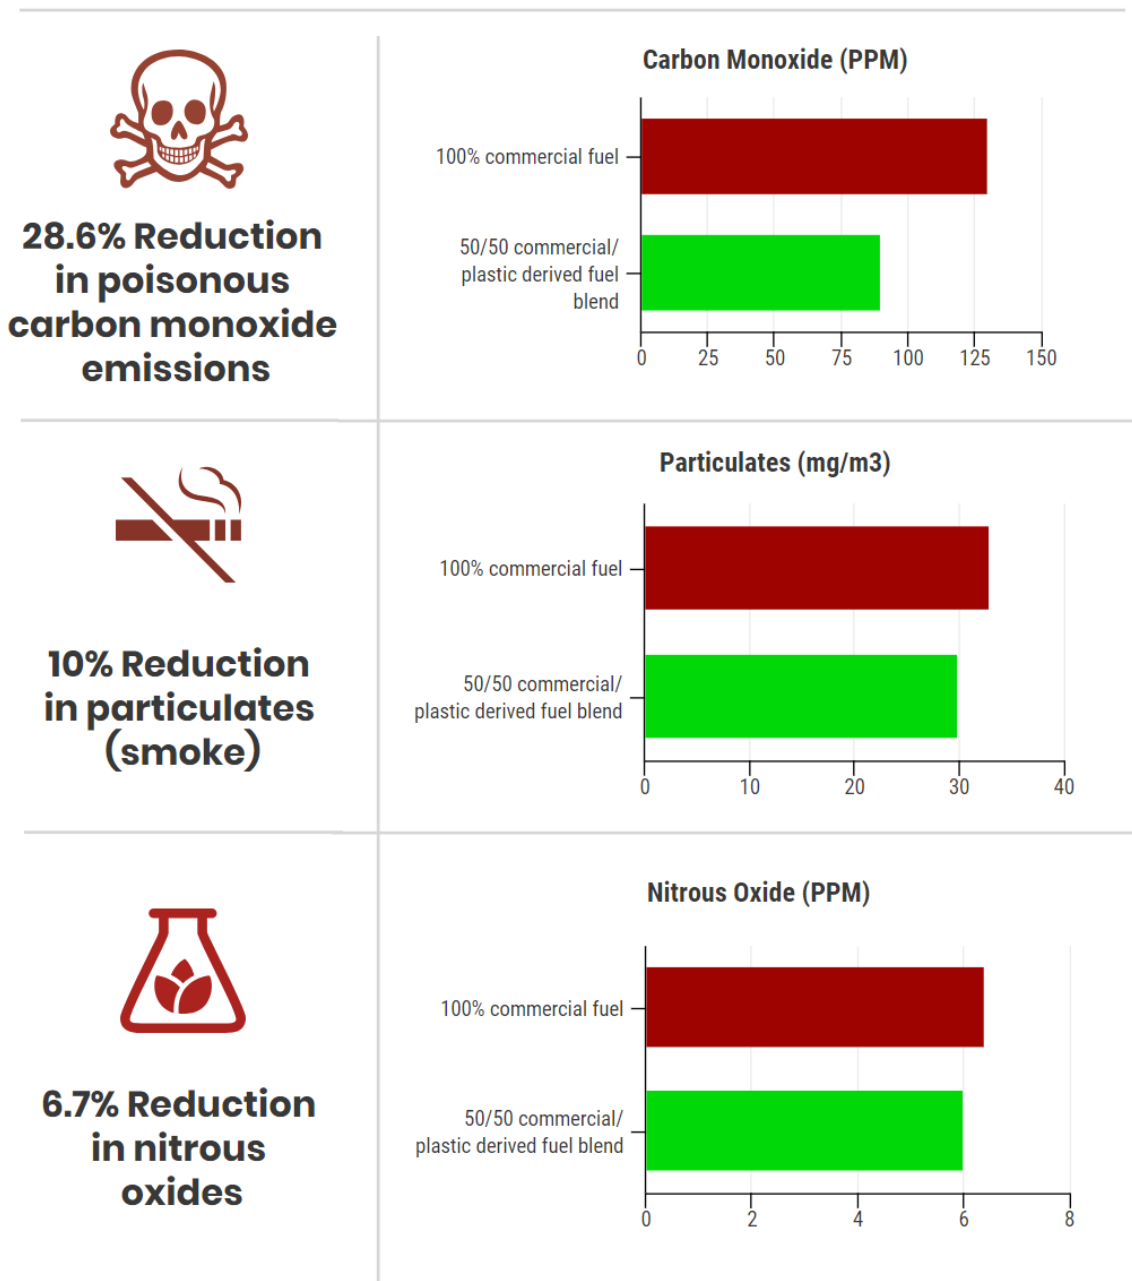 28.6% Reduction
in poisonous
carbon monoxide
emissions
Carbon Monoxide (PPM)
100% commercial fuel
50/50 commercial/
plastic derived fuel
blend
0 25 50 75 100 125 150
10% Reduction
in particulates
(smoke)
Particulates (mg/m3)
100% commercial fuel
50/50 commercial/
plastic derived fuel blend
0 10 20 30 40
6.7% Reduction
in nitrous
oxides
Nitrous Oxide (PPM)
100% commercial fuel
50/50 commercial/
plastic derived fuel blend
0 2 4 6 8